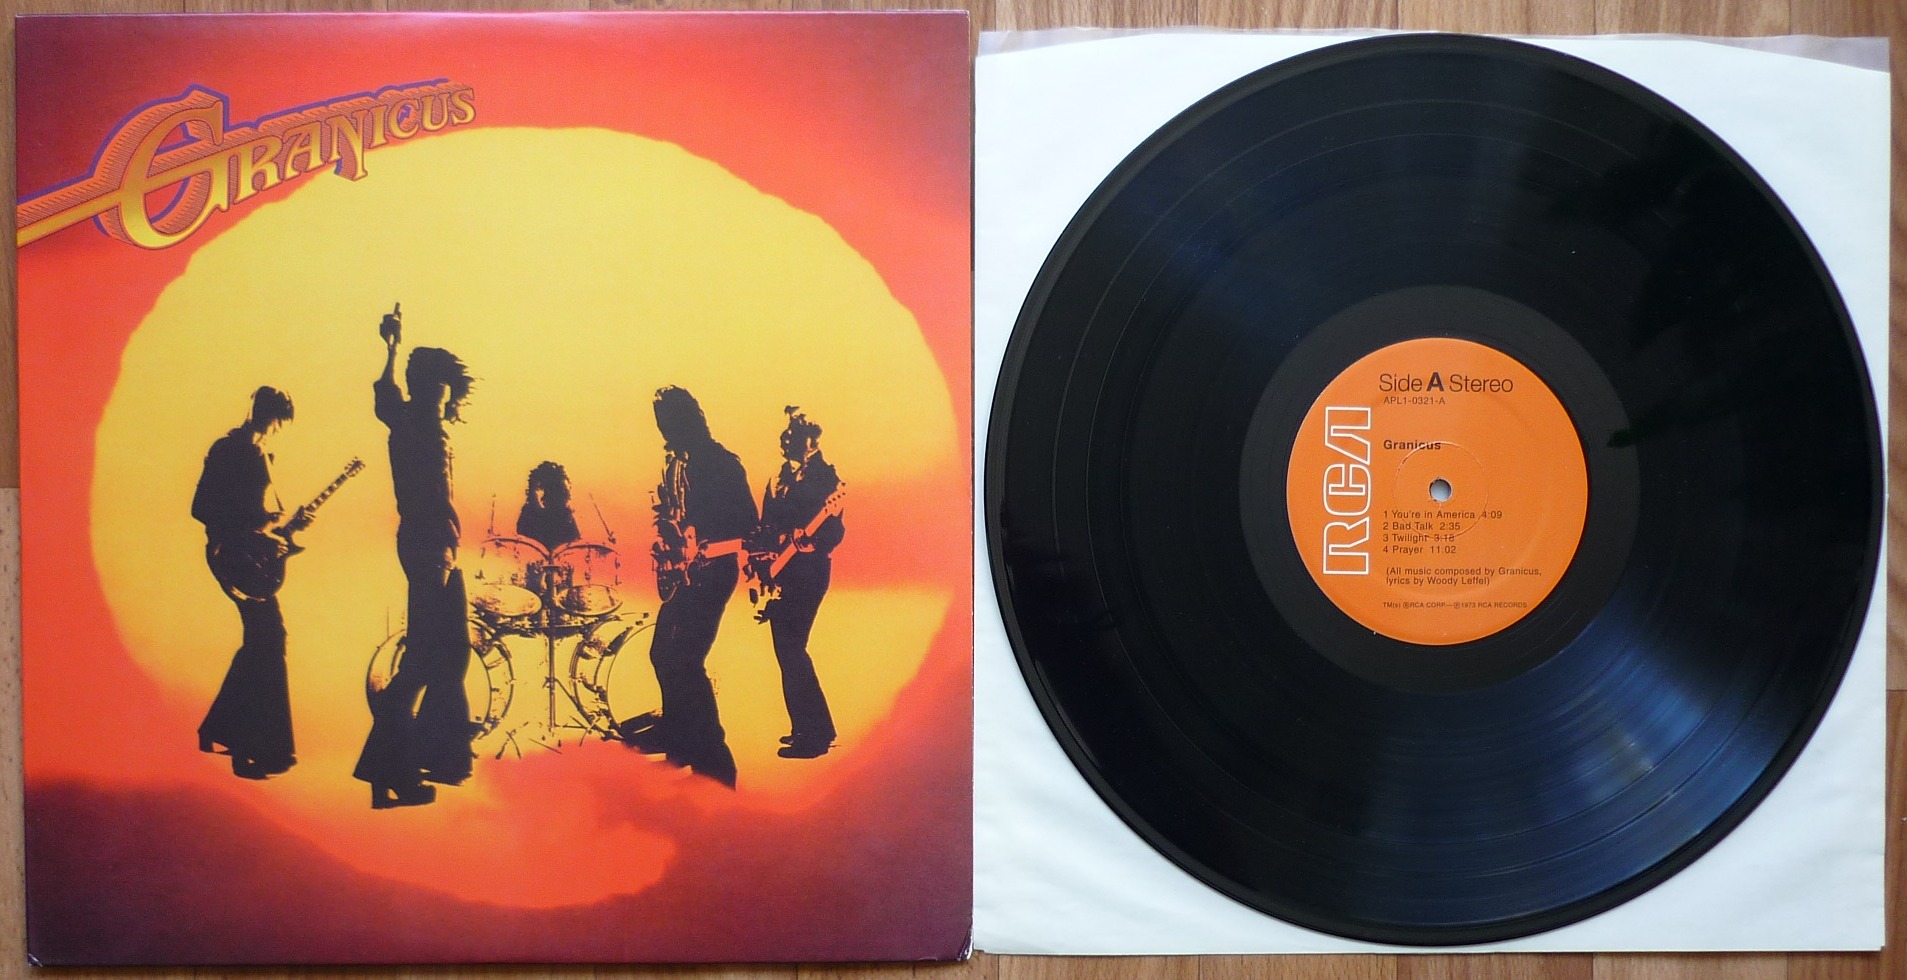 GRANICUS
RCA
Side A Stereo
APL1-0321-A
Granicus
1 You're in America 4:09
2 Bad Talk 2:35
3 Twilight 3:18
4 Prayer 11.02
(All music composed by Granicus,
lyrics by Woody Leffel)
TM(s) ® RCA CORP.—℗ 1973 RCA RECORDS